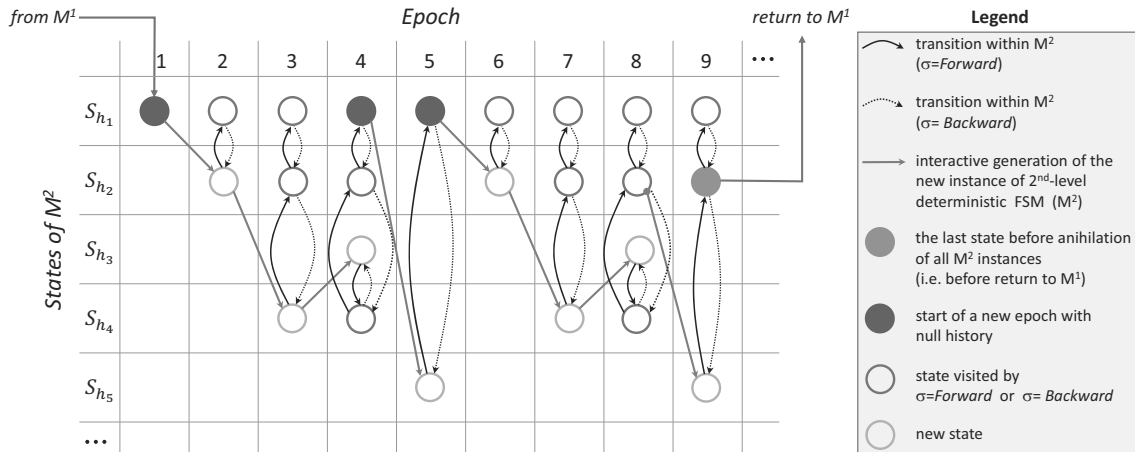 from M¹
Epoch
return to M¹
1 2 3 4 5 6 7 8 9 •••
States of M²
S_h₁
S_h₂
S_h₃
S_h₄
S_h₅
•••
Legend
transition within M²
(σ=Forward)
transition within M²
(σ= Backward)
interactive generation of the
new instance of 2nd-level
deterministic FSM (M²)
the last state before anihilation
of all M² instances
(i.e. before return to M¹)
start of a new epoch with
null history
state visited by
σ=Forward or σ= Backward
new state